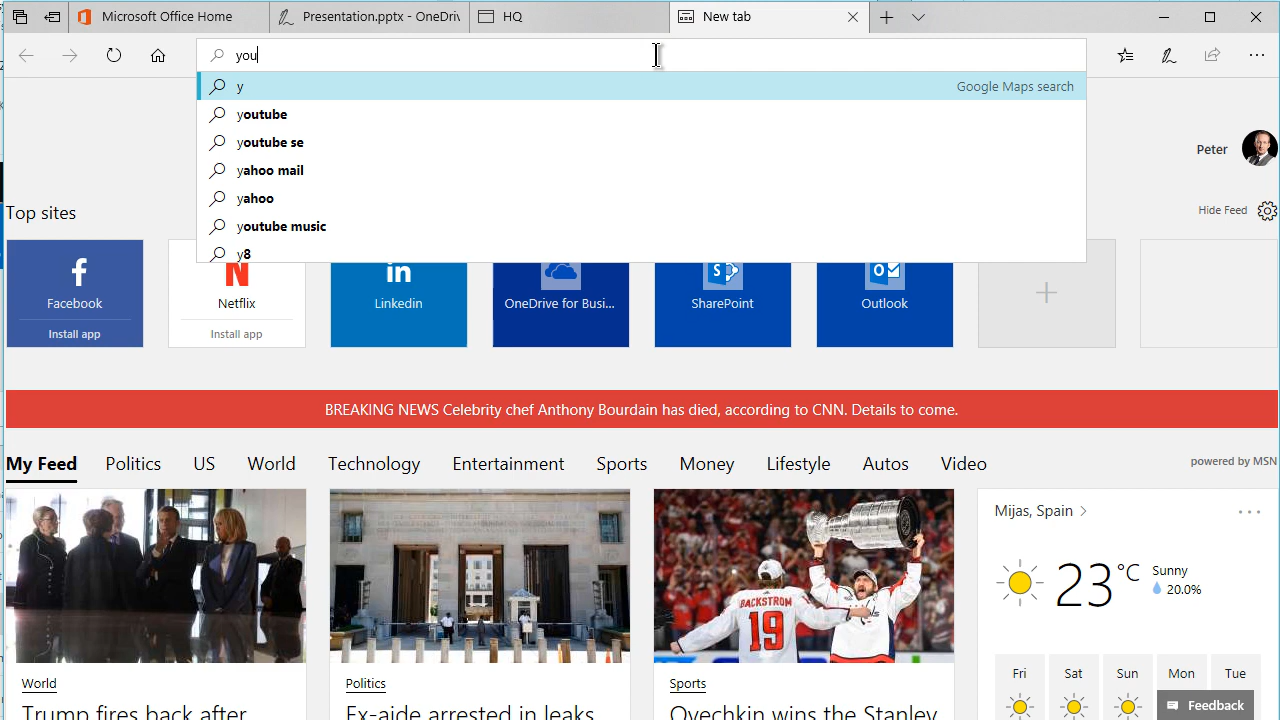 Microsoft Office Home
Presentation.pptx - OneDriv
HQ
New tab
you
y
Google Maps search
youtube
youtube se
yahoo mail
yahoo
youtube music
y8
Peter
Top sites
Hide Feed
Facebook
Install app
Netflix
Install app
Linkedin
OneDrive for Busi...
SharePoint
Outlook
BREAKING NEWS Celebrity chef Anthony Bourdain has died, according to CNN. Details to come.
My Feed
Politics
US
World
Technology
Entertainment
Sports
Money
Lifestyle
Autos
Video
powered by MSN
BACKSTROM
19
World
Trump fires back after
Politics
Ex-aide arrested in leaks
Sports
Ovechkin wins the Stanley
Mijas, Spain
23°C
Sunny
20.0%
Fri
Sat
Sun
Mon
Tue
Feedback